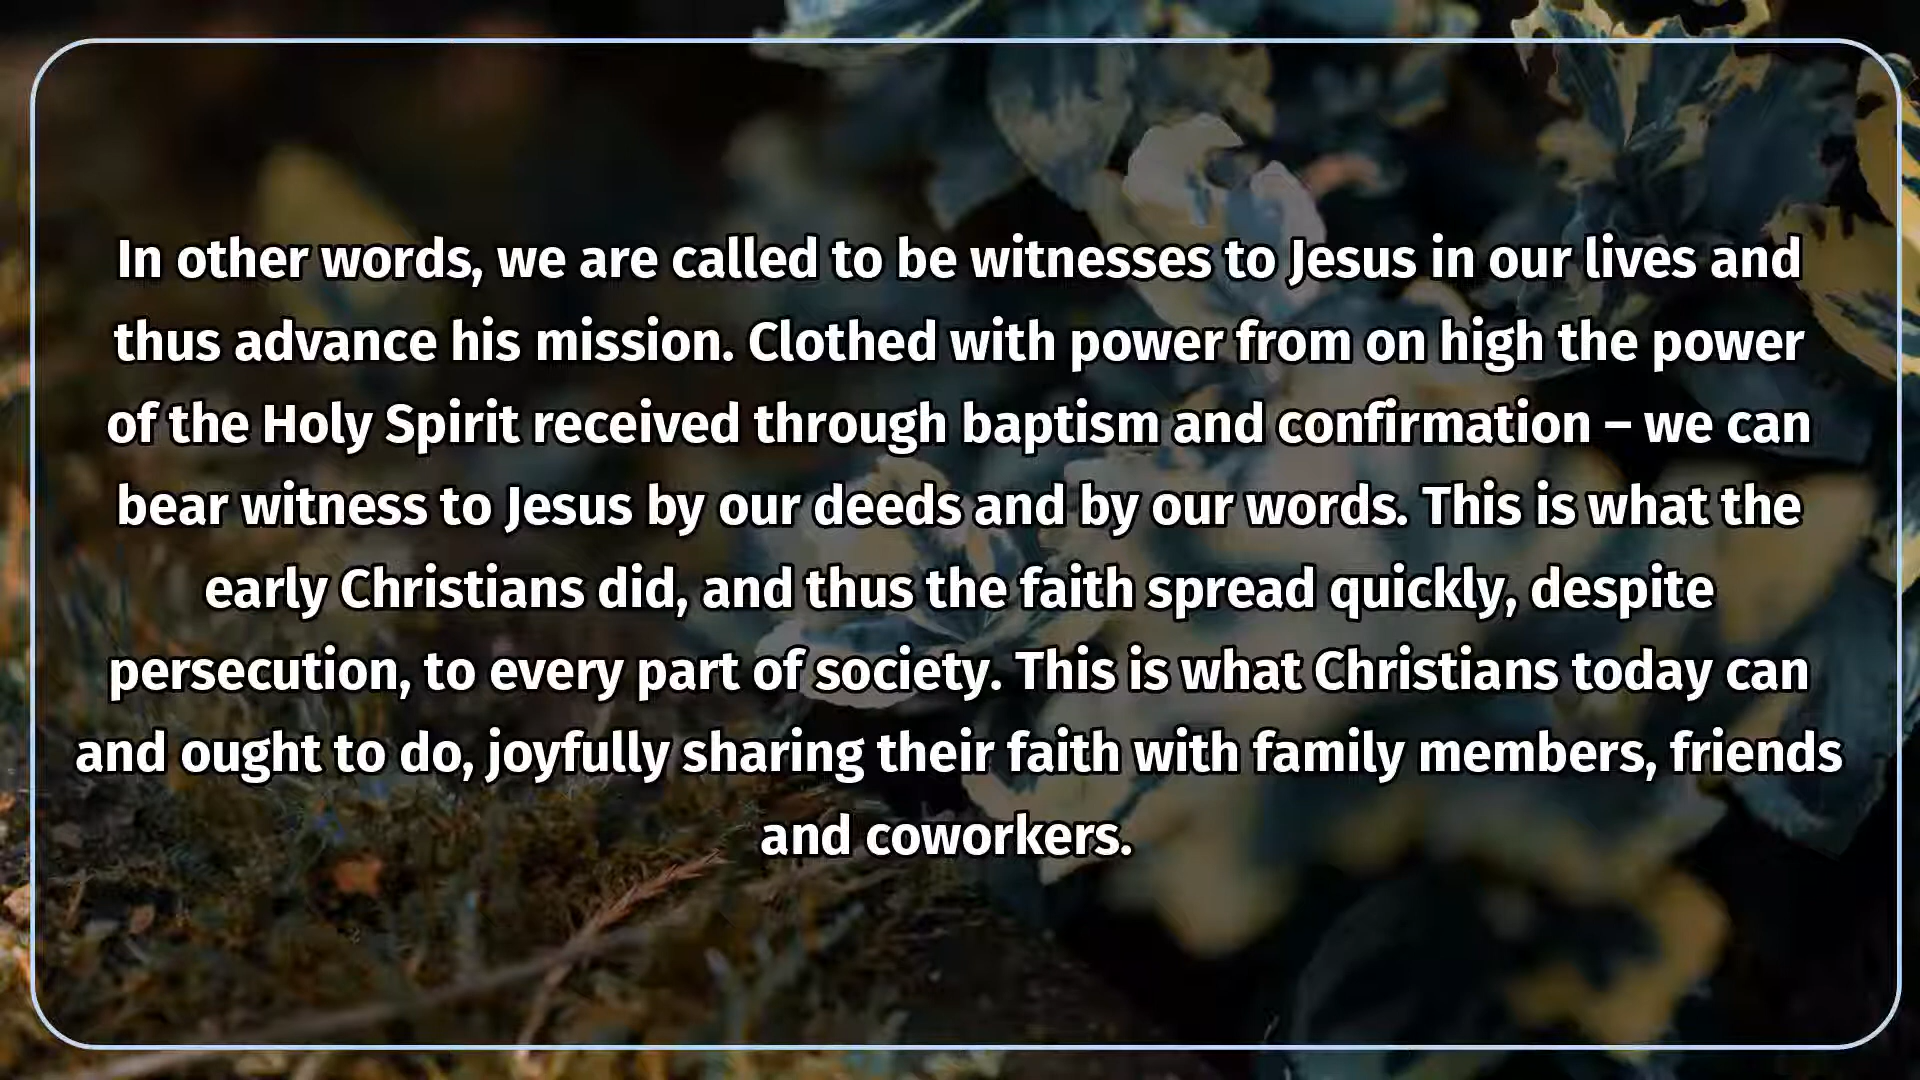 In other words, we are called to be witnesses to Jesus in our lives and
thus advance his mission. Clothed with power from on high the power
of the Holy Spirit received through baptism and confirmation – we can
bear witness to Jesus by our deeds and by our words. This is what the
early Christians did, and thus the faith spread quickly, despite
persecution, to every part of society. This is what Christians today can
and ought to do, joyfully sharing their faith with family members, friends
and coworkers.